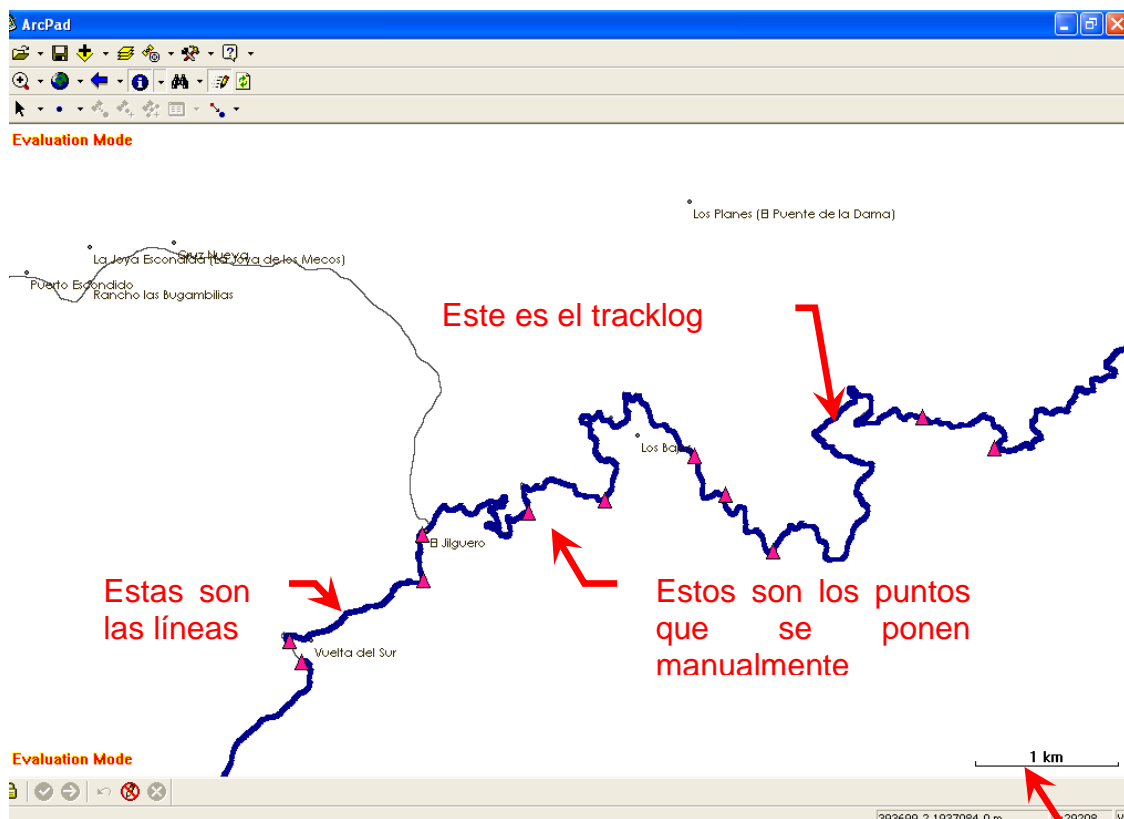 ArcPad
Evaluation Mode
Los Planes (El Puente de la Dama)
Cruz Nueva
La Joya Escondida (La Joya de los Mecos)
Puerto Escondido
Rancho las Bugambilias
Este es el tracklog
Los Bajos
El Jilguero
Estas son
las líneas
Estos son los puntos
que se ponen
manualmente
Vuelta del Sur
Evaluation Mode
1 km